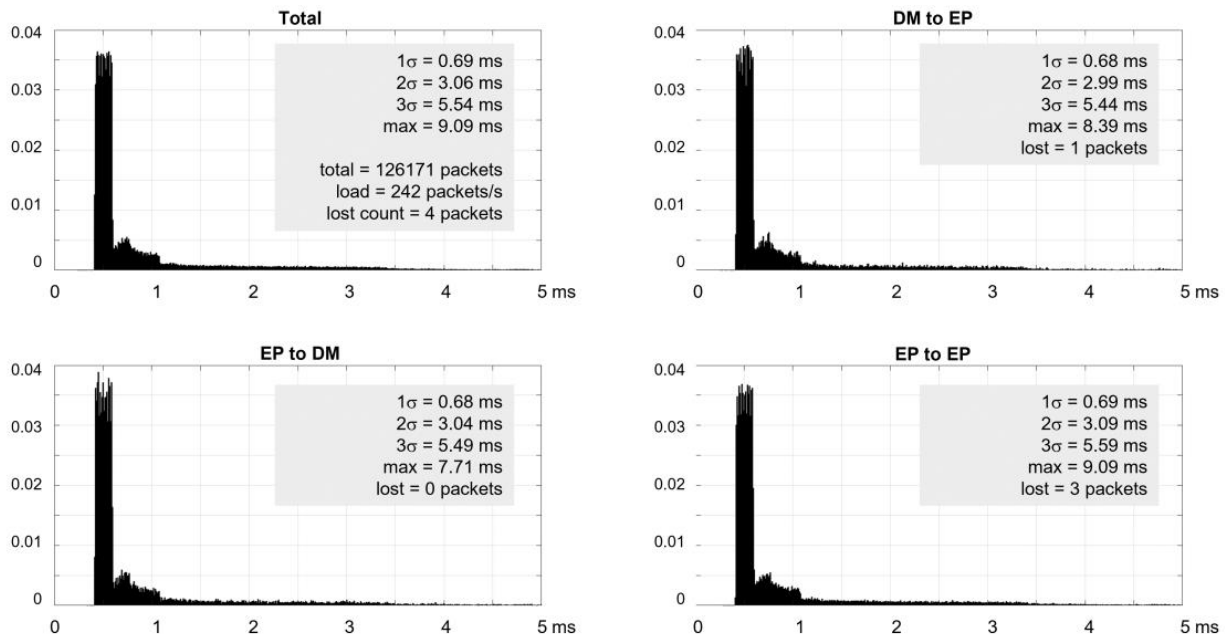 Total
0.04
0.03
0.02
0.01
0
1σ = 0.69 ms
2σ = 3.06 ms
3σ = 5.54 ms
max = 9.09 ms
total = 126171 packets
load = 242 packets/s
lost count = 4 packets
0 1 2 3 4 5 ms
DM to EP
0.04
0.03
0.02
0.01
0
1σ = 0.68 ms
2σ = 2.99 ms
3σ = 5.44 ms
max = 8.39 ms
lost = 1 packets
0 1 2 3 4 5 ms
EP to DM
0.04
0.03
0.02
0.01
0
1σ = 0.68 ms
2σ = 3.04 ms
3σ = 5.49 ms
max = 7.71 ms
lost = 0 packets
0 1 2 3 4 5 ms
EP to EP
0.04
0.03
0.02
0.01
0
1σ = 0.69 ms
2σ = 3.09 ms
3σ = 5.59 ms
max = 9.09 ms
lost = 3 packets
0 1 2 3 4 5 ms